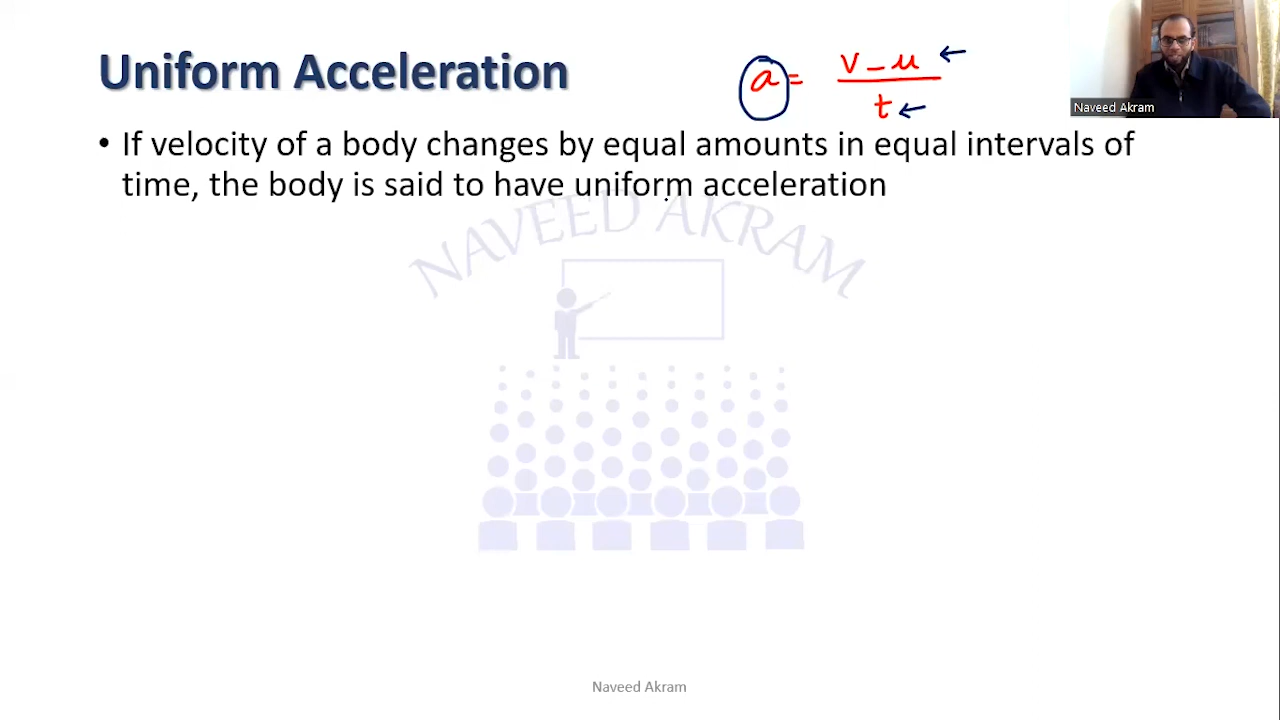 Uniform Acceleration
a = v - u
t
Naveed Akram
• If velocity of a body changes by equal amounts in equal intervals of
time, the body is said to have uniform acceleration
NAVEED AKRAM
Naveed Akram